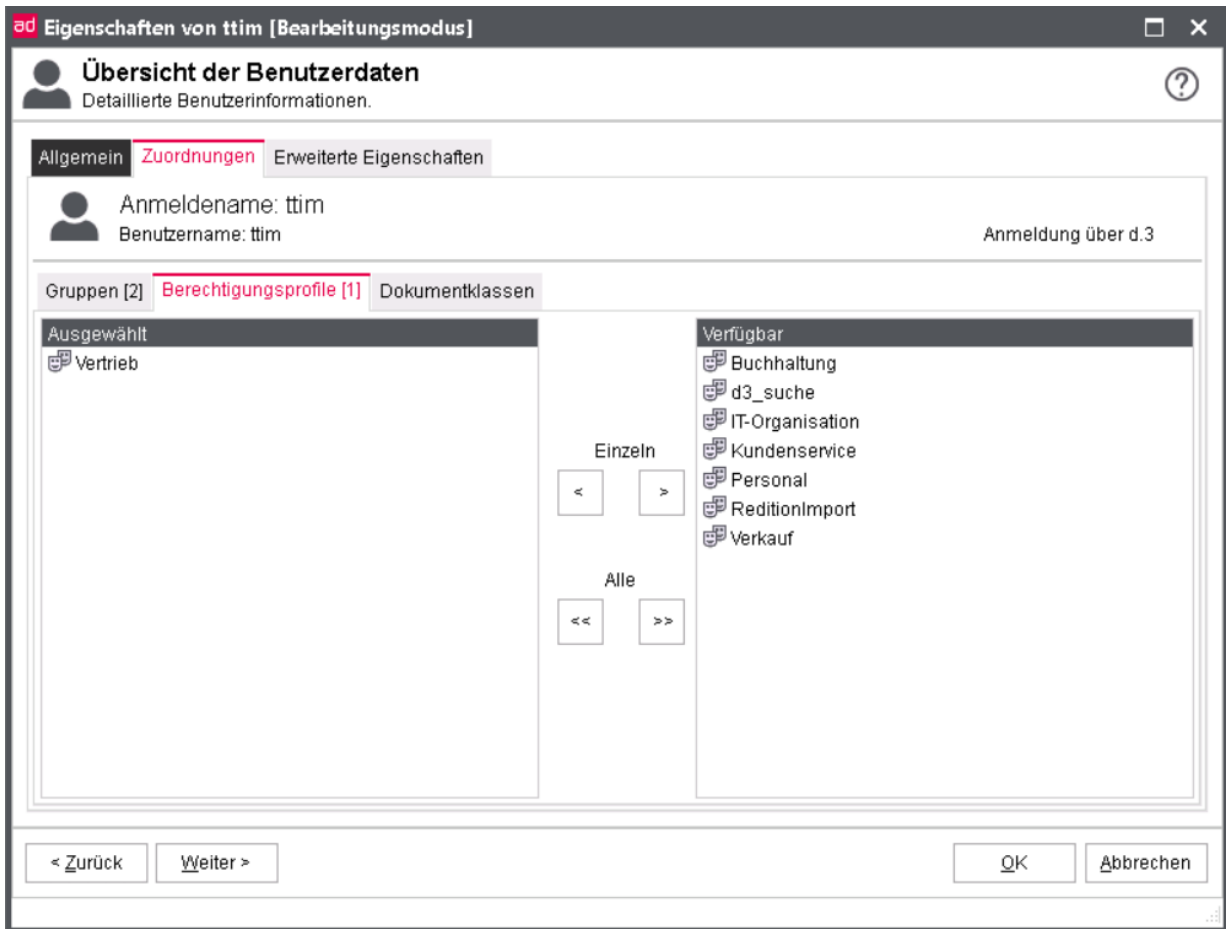 ad Eigenschaften von ttim [Bearbeitungsmodus]
Übersicht der Benutzerdaten
Detaillierte Benutzerinformationen.
Allgemein Zuordnungen Erweiterte Eigenschaften
Anmeldename: ttim
Benutzername: ttim
Anmeldung über d.3
Gruppen [2] Berechtigungsprofile [1] Dokumentklassen
Ausgewählt
Vertrieb
Einzeln
< >
Alle
<< >>
Verfügbar
Buchhaltung
d3_suche
IT-Organisation
Kundenservice
Personal
ReditionImport
Verkauf
< Zurück Weiter > OK Abbrechen